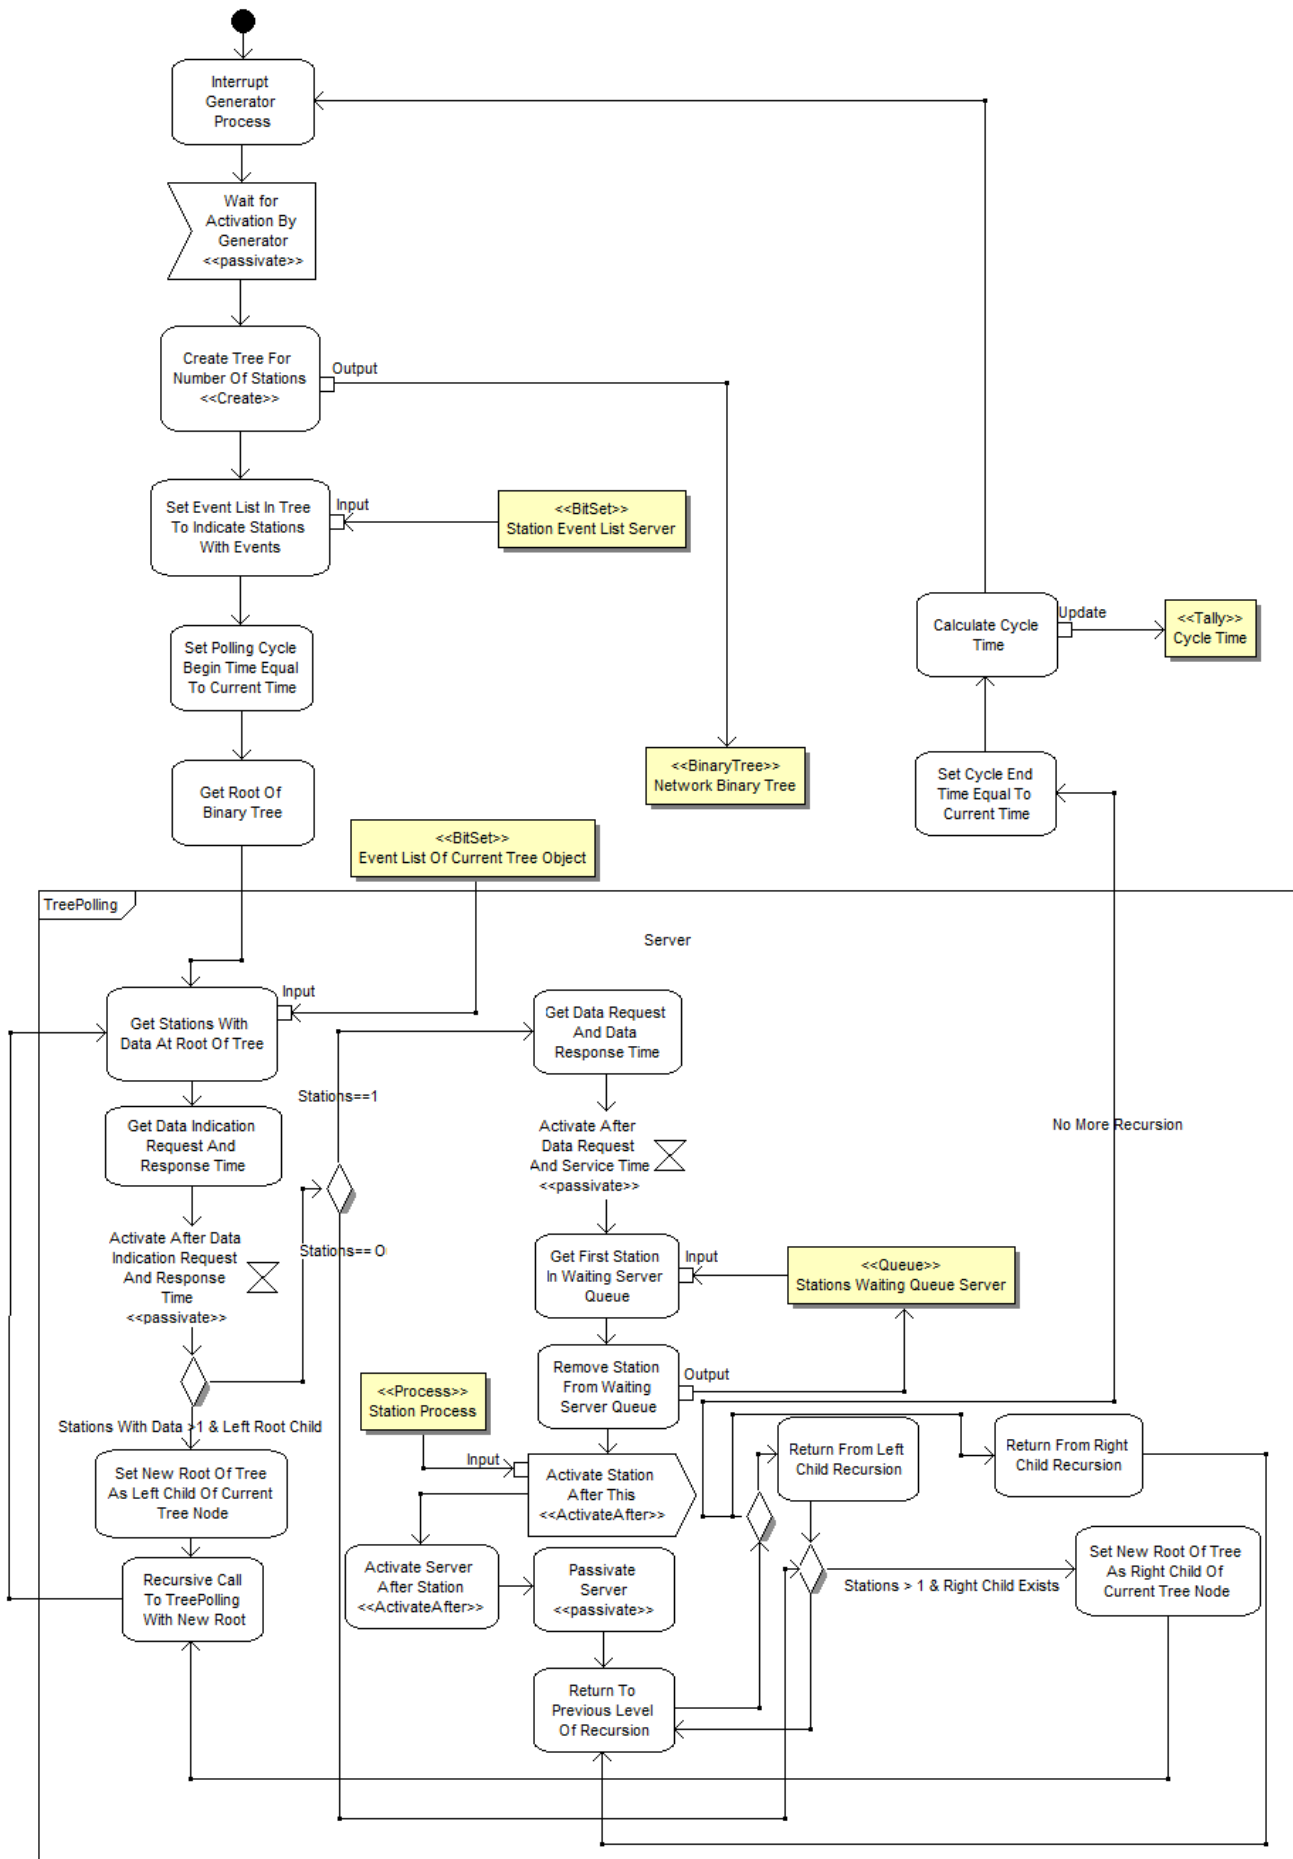 Interrupt
Generator
Process
Wait for
Activation By
Generator
<<passivate>>
Create Tree For
Number Of Stations
<<Create>>
Output
Set Event List In Tree
To Indicate Stations
With Events
Input
<<BitSet>>
Station Event List Server
Set Polling Cycle
Begin Time Equal
To Current Time
Calculate Cycle
Time
Update
<<Tally>>
Cycle Time
Get Root Of
Binary Tree
<<BinaryTree>>
Network Binary Tree
Set Cycle End
Time Equal To
Current Time
<<BitSet>>
Event List Of Current Tree Object
TreePolling
Server
Get Stations With
Data At Root Of Tree
Input
Get Data Request
And Data
Response Time
Stations==1
Get Data Indication
Request And
Response Time
Activate After
Data Request
And Service Time
<<passivate>>
No More Recursion
Activate After Data
Indication Request
And Response
Time
<<passivate>>
Stations== O
Get First Station
In Waiting Server
Queue
Input
<<Queue>>
Stations Waiting Queue Server
Remove Station
From Waiting
Server Queue
Output
<<Process>>
Station Process
Stations With Data >1 & Left Root Child
Input
Activate Station
After This
<<ActivateAfter>>
Return From Left
Child Recursion
Return From Right
Child Recursion
Set New Root Of Tree
As Left Child Of Current
Tree Node
Activate Server
After Station
<<ActivateAfter>>
Passivate
Server
<<passivate>>
Stations > 1 & Right Child Exists
Set New Root Of Tree
As Right Child Of
Current Tree Node
Recursive Call
To TreePolling
With New Root
Return To
Previous Level
Of Recursion